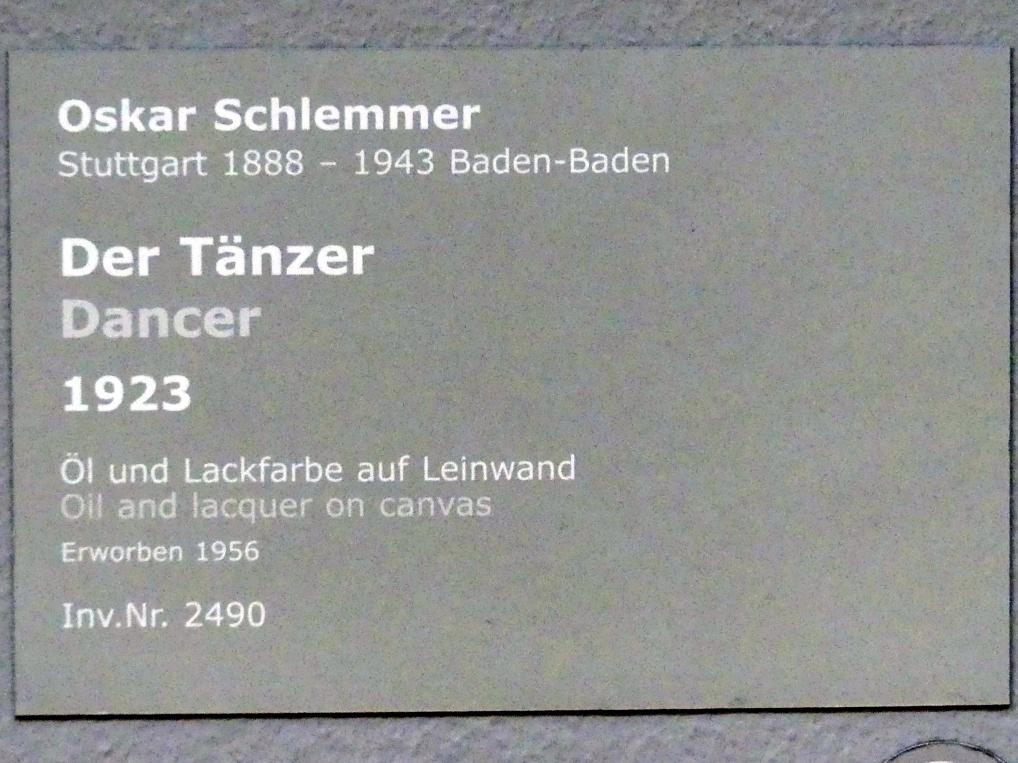 Oskar Schlemmer
Stuttgart 1888 – 1943 Baden-Baden
Der Tänzer
Dancer
1923
Öl und Lackfarbe auf Leinwand
Oil and lacquer on canvas
Erworben 1956
Inv.Nr. 2490